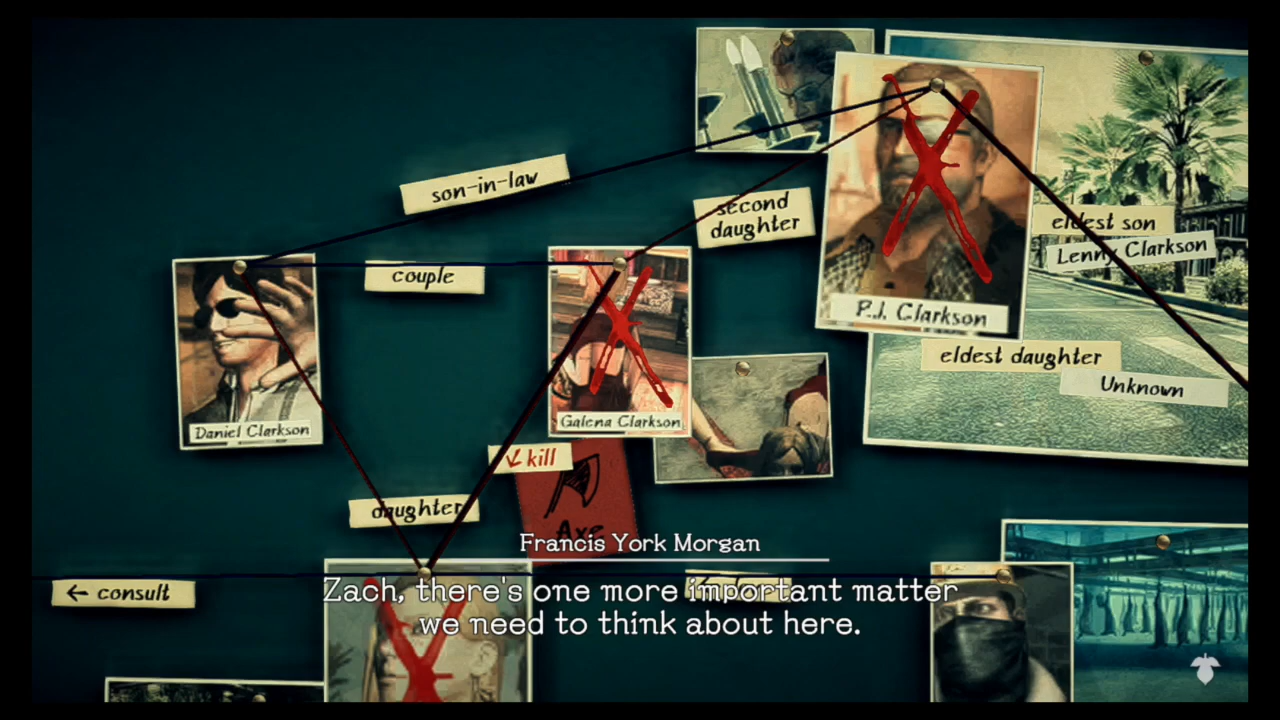 son-in-law
second
daughter
eldest son
Lenny Clarkson
couple
P.J. Clarkson
eldest daughter
Unknown
Daniel Clarkson
Galena Clarkson
kill
daughter
Axe
Francis York Morgan
← consult
Zach, there's one more important matter
we need to think about here.